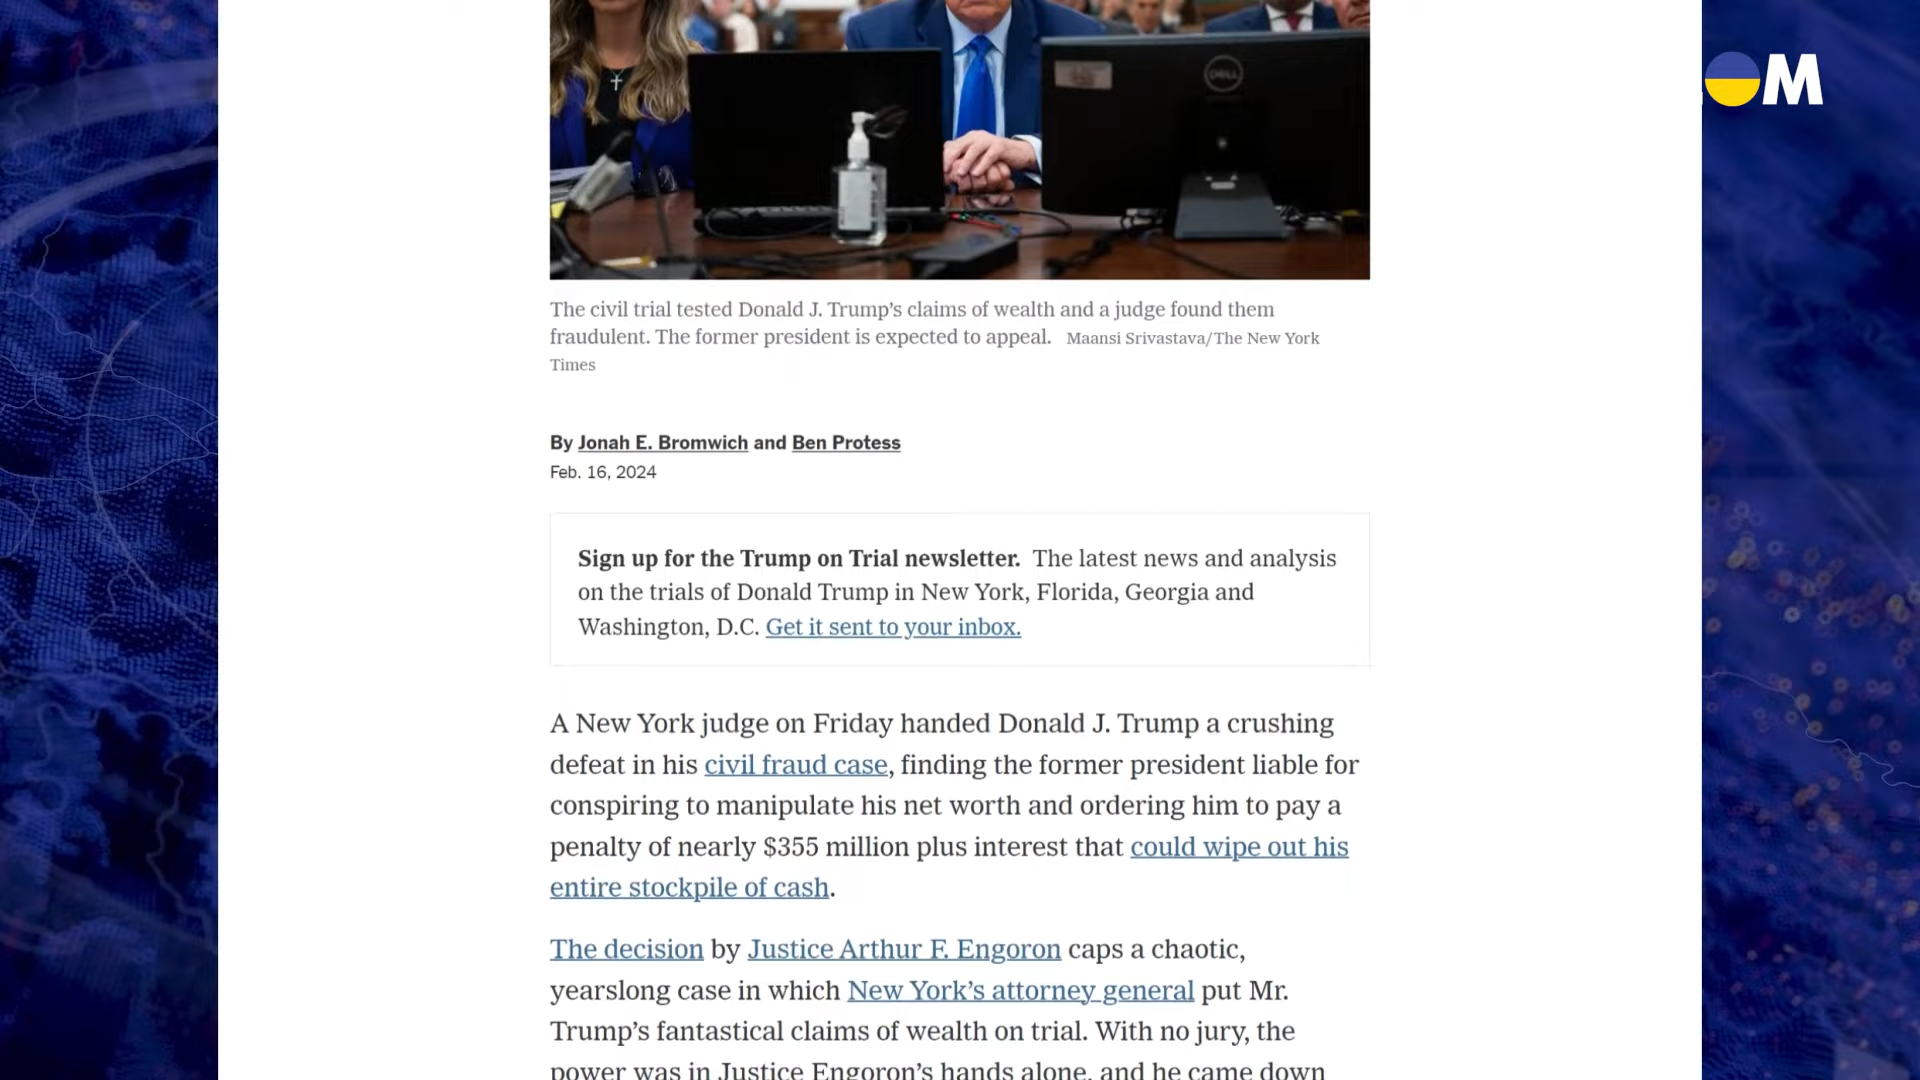 DELL
M
The civil trial tested Donald J. Trump’s claims of wealth and a judge found them
fraudulent. The former president is expected to appeal. Maansi Srivastava/The New York
Times
By Jonah E. Bromwich and Ben Protess
Feb. 16, 2024
Sign up for the Trump on Trial newsletter. The latest news and analysis
on the trials of Donald Trump in New York, Florida, Georgia and
Washington, D.C. Get it sent to your inbox.
A New York judge on Friday handed Donald J. Trump a crushing
defeat in his civil fraud case, finding the former president liable for
conspiring to manipulate his net worth and ordering him to pay a
penalty of nearly $355 million plus interest that could wipe out his
entire stockpile of cash.
The decision by Justice Arthur F. Engoron caps a chaotic,
yearslong case in which New York’s attorney general put Mr.
Trump’s fantastical claims of wealth on trial. With no jury, the
power was in Justice Engoron’s hands alone, and he came down